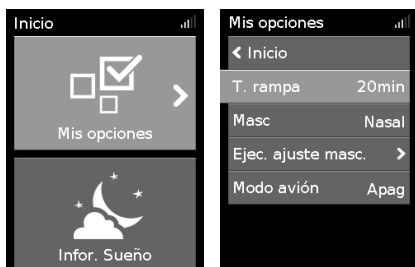 Inicio
Mis opciones
Infor. Sueño
Mis opciones
Inicio
T. rampa 20min
Masc Nasal
Ejec. ajuste masc.
Modo avión Apag